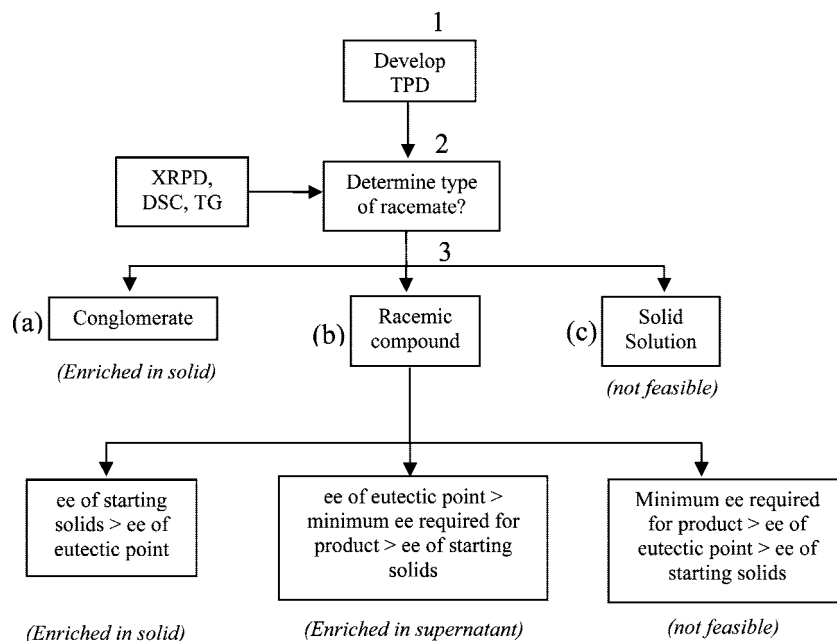 1
Develop
TPD
2
XRPD,
DSC, TG
Determine type
of racemate?
3
(a)
Conglomerate
(Enriched in solid)
(b)
Racemic
compound
(c)
Solid
Solution
(not feasible)
ee of starting
solids > ee of
eutectic point
(Enriched in solid)
ee of eutectic point >
minimum ee required for
product > ee of starting
solids
(Enriched in supernatant)
Minimum ee required
for product > ee of
eutectic point > ee of
starting solids
(not feasible)